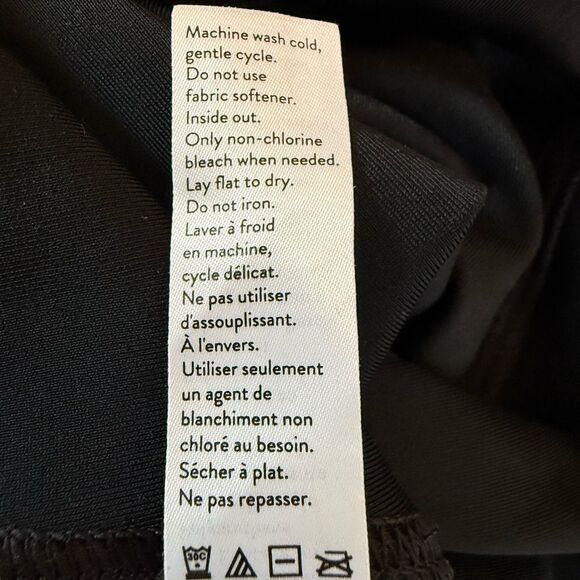 Machine wash cold,
gentle cycle.
Do not use
fabric softener.
Inside out.
Only non-chlorine
bleach when needed.
Lay flat to dry.
Do not iron.
Laver à froid
en machine,
cycle délicat.
Ne pas utiliser
d'assouplissant.
À l'envers.
Utiliser seulement
un agent de
blanchiment non
chloré au besoin.
Sécher à plat.
Ne pas repasser.
30C